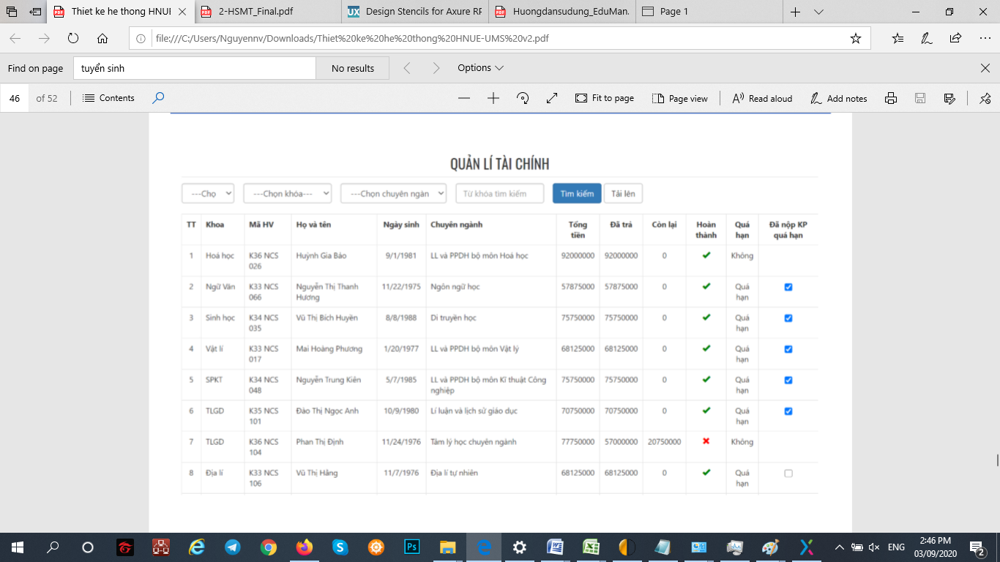 Thiet ke he thong HNUE
2-HSMT_Final.pdf
Design Stencils for Axure RP
Huongdansudung_EduMan.
Page 1
file:///C:/Users/Nguyennv/Downloads/Thiet%20ke%20he%20thong%20HNUE-UMS%20v2.pdf
Find on page
tuyển sinh
No results
Options
46 of 52
Contents
Fit to page
Page view
Read aloud
Add notes
QUẢN LÍ TÀI CHÍNH
---Chọ
---Chọn khóa---
---Chọn chuyên ngàn
Từ khóa tìm kiếm
Tìm kiếm
Tải lên
TT Khoa Mã HV Họ và tên Ngày sinh Chuyên ngành Tổng Đã trả Còn lại Hoàn Quá Đã nộp KP
tiền thành hạn quá hạn
1 Hoá học K36 NCS Huỳnh Gia Bảo 9/1/1981 LL và PPDH bộ môn Hoá học 92000000 92000000 0 Không
026
2 Ngữ Văn K33 NCS Nguyễn Thị Thanh 11/22/1975 Ngôn ngữ học 57875000 57875000 0 Quá
066 Hương hạn
3 Sinh học K34 NCS Vũ Thị Bích Huyền 8/8/1988 Di truyền học 75750000 75750000 0 Quá
035 hạn
4 Vật lí K33 NCS Mai Hoàng Phương 1/20/1977 LL và PPDH bộ môn Vật lý 68125000 68125000 0 Quá
017 hạn
5 SPKT K34 NCS Nguyễn Trung Kiên 5/7/1985 LL và PPDH bộ môn Kĩ thuật Công 75750000 75750000 0 Quá
048 nghiệp hạn
6 TLGD K35 NCS Đào Thị Ngọc Anh 10/9/1980 Lí luận và lịch sử giáo dục 70750000 70750000 0 Quá
101 hạn
7 TLGD K36 NCS Phan Thị Định 11/24/1976 Tâm lý học chuyên ngành 77750000 57000000 20750000 Không
104
8 Địa lí K33 NCS Vũ Thị Hằng 11/7/1976 Địa lí tự nhiên 68125000 68125000 0 Quá
106 hạn
ENG
2:46 PM
03/09/2020
2